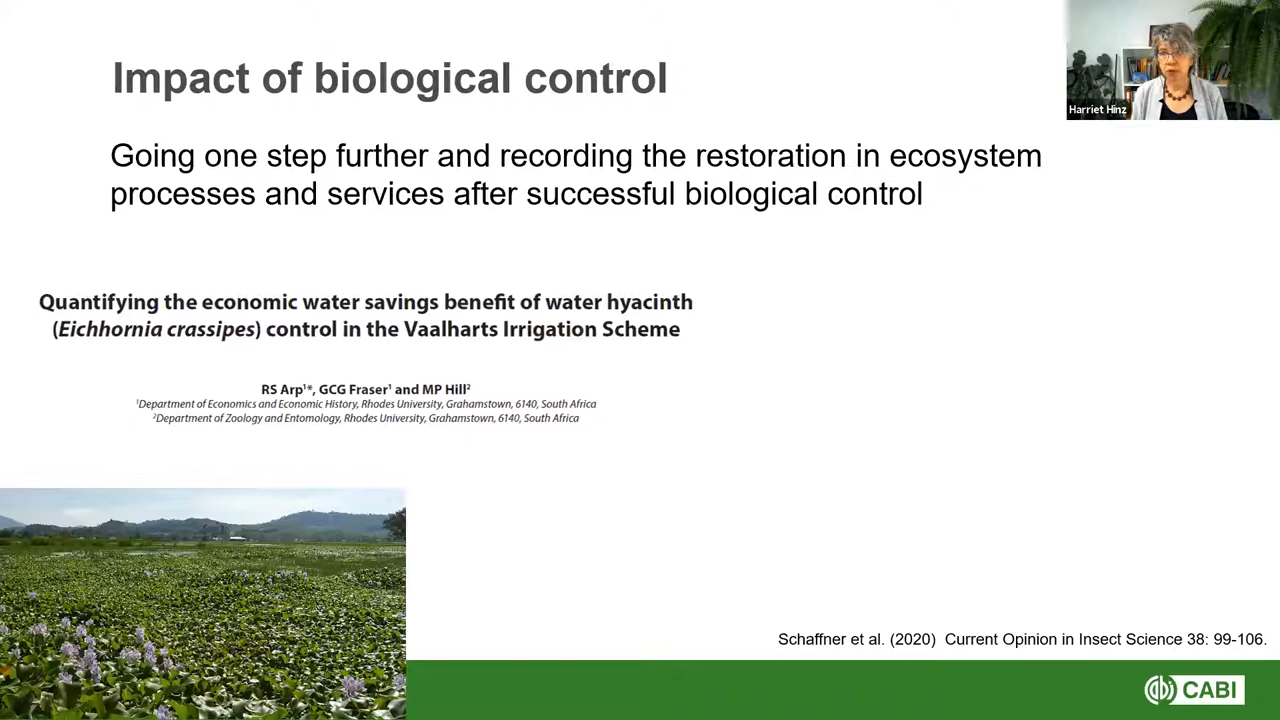 Impact of biological control
Harriet Hinz
Going one step further and recording the restoration in ecosystem
processes and services after successful biological control
Quantifying the economic water savings benefit of water hyacinth
(Eichhornia crassipes) control in the Vaalharts Irrigation Scheme
RS Arp¹*, GCG Fraser¹ and MP Hill²
¹Department of Economics and Economic History, Rhodes University, Grahamstown, 6140, South Africa
²Department of Zoology and Entomology, Rhodes University, Grahamstown, 6140, South Africa
Schaffner et al. (2020) Current Opinion in Insect Science 38: 99-106.
CABI